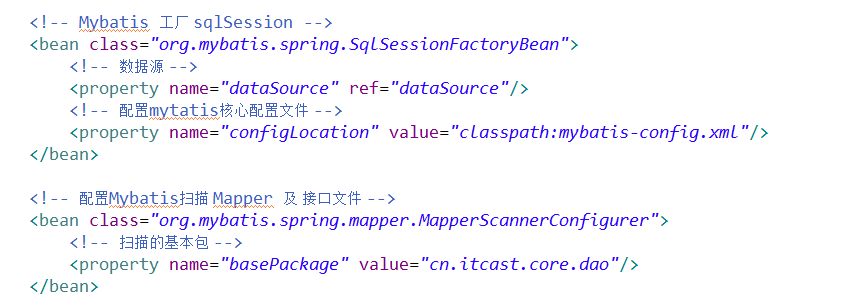 <!-- Mybatis 工厂 sqlSession -->
<bean class="org.mybatis.spring.SqlSessionFactoryBean">
<!-- 数据源 -->
<property name="dataSource" ref="dataSource"/>
<!-- 配置mytatis核心配置文件 -->
<property name="configLocation" value="classpath:mybatis-config.xml"/>
</bean>
<!-- 配置Mybatis扫描 Mapper 及 接口文件 -->
<bean class="org.mybatis.spring.mapper.MapperScannerConfigurer">
<!-- 扫描的基本包 -->
<property name="basePackage" value="cn.itcast.core.dao"/>
</bean>